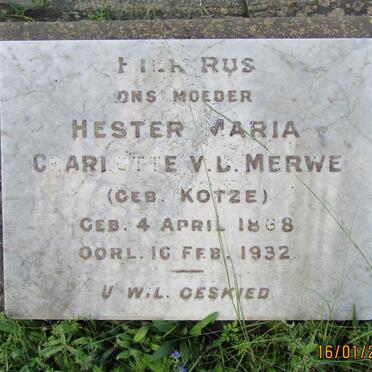 HIER RUS
ONS MOEDER
HESTER MARIA
CHARLOTTE V.D. MERWE
(GEB. KOTZE)
GEB. 4 APRIL
OORL. 16 FEB. 1932
U WIL GESKIED
16/01/2